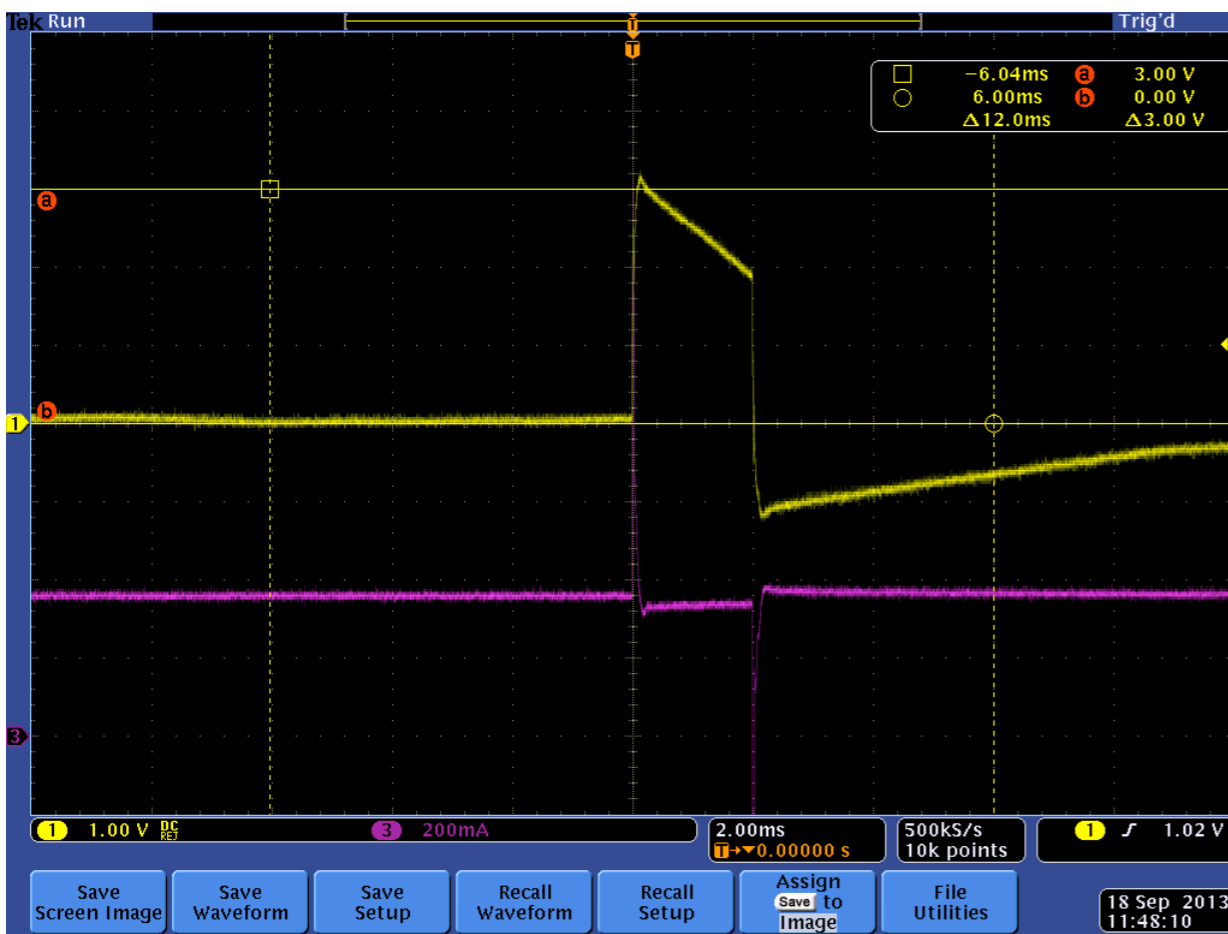 Tek Run Trig'd
T
T
−6.04ms a 3.00 V
6.00ms b 0.00 V
Δ12.0ms Δ3.00 V
a
b
1
3
1 1.00 V DC REJ 3 200mA 2.00ms 500kS/s 1 1.02 V
T→▼0.00000 s 10k points
Save Screen Image
Save Waveform
Save Setup
Recall Waveform
Recall Setup
Assign Save to Image
File Utilities
18 Sep 2013
11:48:10